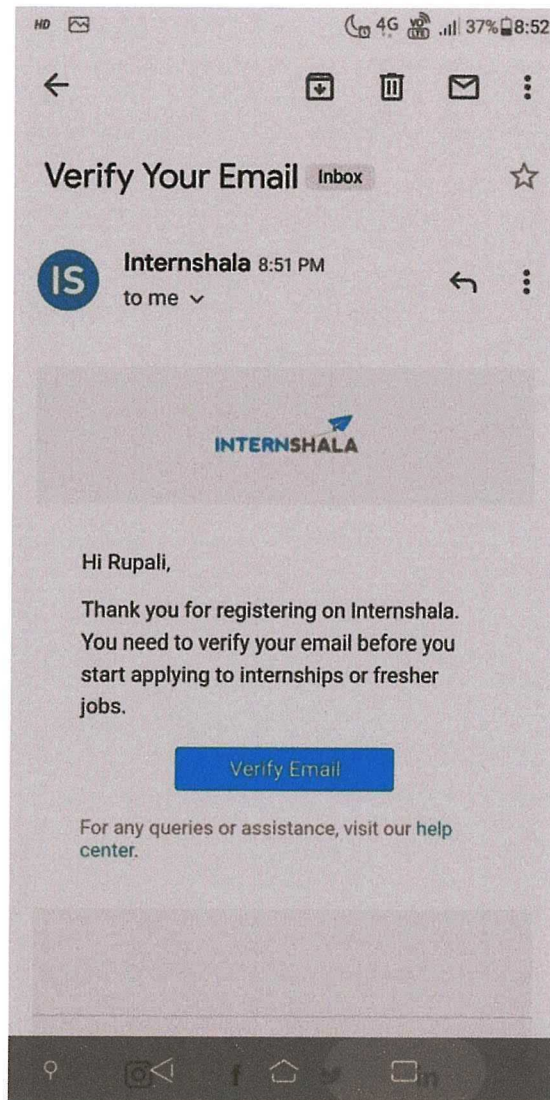 HD 4G VO) LTE 37% 8:52
Verify Your Email Inbox
IS Internshala 8:51 PM
to me
INTERNSHALA
Hi Rupali,
Thank you for registering on Internshala.
You need to verify your email before you
start applying to internships or fresher
jobs.
Verify Email
For any queries or assistance, visit our help
center.